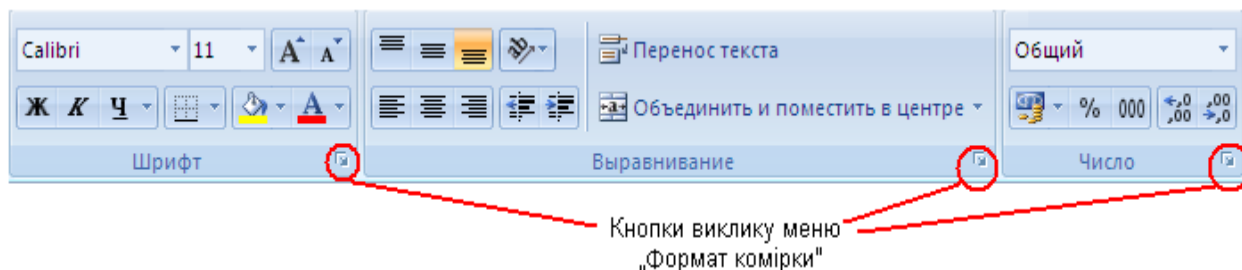 Calibri 11 A A
Перенос текста
Общий
Ж К Ч
Объединить и поместить в центре
% 000 ,0 ,00 ,00 ,0
Шрифт
Выравнивание
Число
Кнопки виклику меню
„Формат комірки"